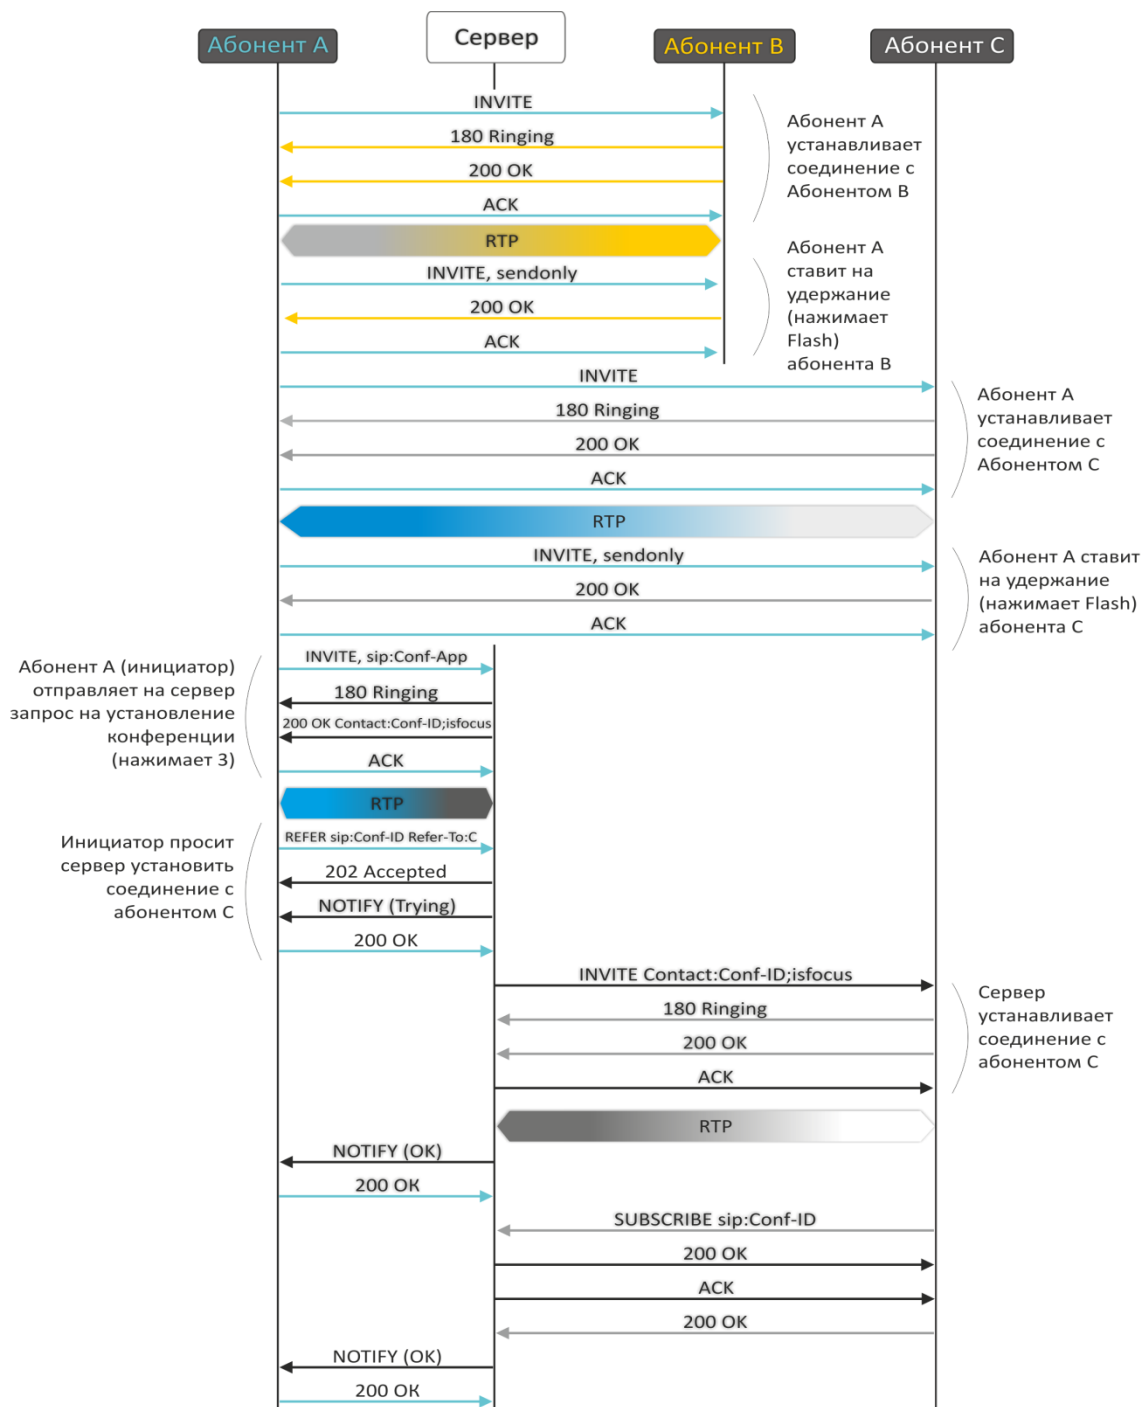 Абонент А
Сервер
Абонент В
Абонент С
INVITE
180 Ringing
200 OK
ACK
Абонент А
устанавливает
соединение с
Абонентом В
RTP
INVITE, sendonly
200 OK
ACK
Абонент А
ставит на
удержание
(нажимает
Flash)
абонента В
INVITE
180 Ringing
200 OK
ACK
Абонент А
устанавливает
соединение с
Абонентом С
RTP
INVITE, sendonly
200 OK
ACK
Абонент А ставит
на удержание
(нажимает Flash)
абонента С
Абонент А (инициатор)
отправляет на сервер
запрос на установление
конференции
(нажимает 3)
INVITE, sip:Conf-App
180 Ringing
200 OK Contact:Conf-ID;isfocus
ACK
RTP
Инициатор просит
сервер установить
соединение с
абонентом С
REFER sip:Conf-ID Refer-To:C
202 Accepted
NOTIFY (Trying)
200 OK
INVITE Contact:Conf-ID;isfocus
180 Ringing
200 OK
ACK
Сервер
устанавливает
соединение с
абонентом С
RTP
NOTIFY (OK)
200 OK
SUBSCRIBE sip:Conf-ID
200 OK
ACK
200 OK
NOTIFY (OK)
200 OK